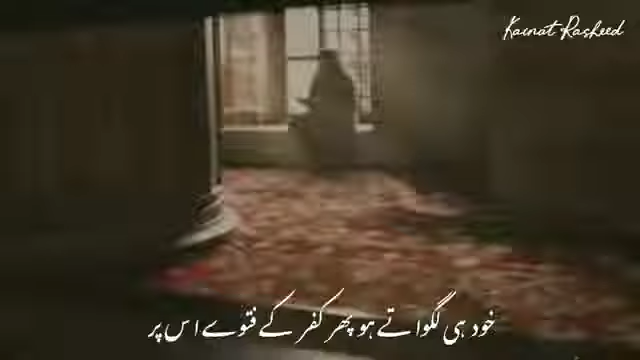 Kainat Rasheed
خود ہی لگواتے ہو پھر کفر کے فتوے اس پر